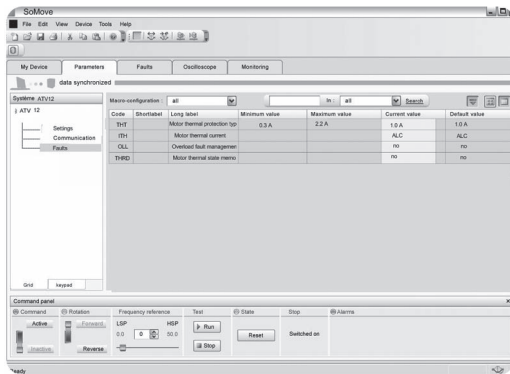 SoMove
File Edit View Device Tools Help
My Device Parameters Faults Oscilloscope Monitoring
data synchronized
Système ATV12
ATV 12
Setings
Communication
Faults
Grid keypad
Macro-configuration : all In : all Search
Code Shortlabel Long label Minimum value Maximum value Current value Default value
THT Motor thermal protection typ 0.3 A 2.2 A 1.0 A 1.0 A
ITH Motor thermal current ALC ALC
OLL Overload fault managemen no no
THRD Motor thermal state memo no no
Command panel
Command Rotation Frequency reference Test State Stop Alarms
Active Forward LSP HSP Run
0.0 0 50.0 Reset Switched on
Inactive Reverse Stop
Ready